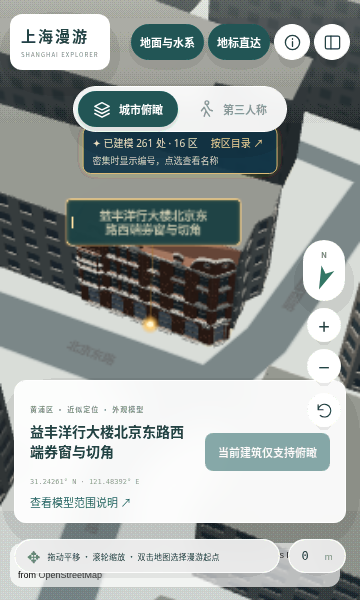 上海漫游
SHANGHAI EXPLORER
地面与水系
地标直达
城市俯瞰
第三人称
✦ 已建模 261 处 · 16 区 按区目录 ↗
密集时显示编号，点选查看名称
益丰洋行大楼北京东
路西端券窗与切角
N
北京东路
+
−
黄浦区 · 近似定位 · 外观模型
益丰洋行大楼北京东路西
端券窗与切角
当前建筑仅支持俯瞰
31.24261° N · 121.48392° E
查看模型范围说明 ↗
拖动平移 · 滚轮缩放 · 双击地图选择漫游起点
0 m
from OpenStreetMap